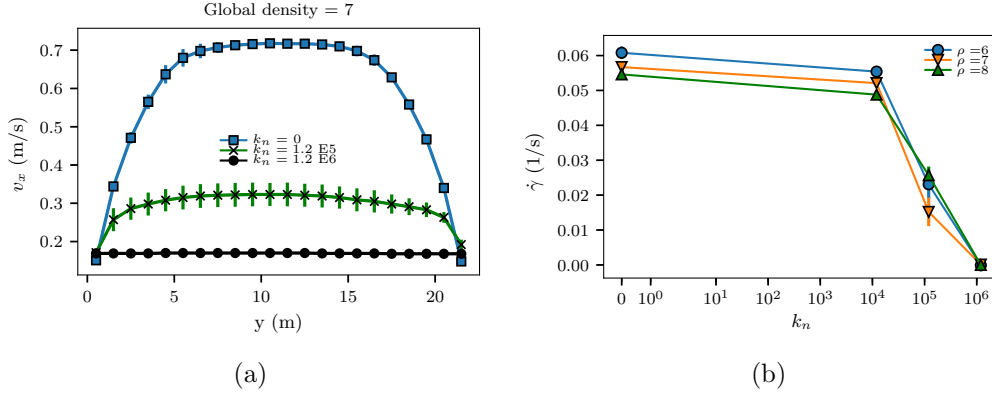 Global density = 7
0.7
0.6
0.5
0.4
0.3
0.2
v_x (m/s)
k_n = 0
k_n = 1.2 E5
k_n = 1.2 E6
0 5 10 15 20
y (m)
(a)
0.06
0.05
0.04
0.03
0.02
0.01
0.00
γ̇ (1/s)
ρ =6
ρ =7
ρ =8
0 10^0 10^1 10^2 10^3 10^4 10^5 10^6
k_n
(b)